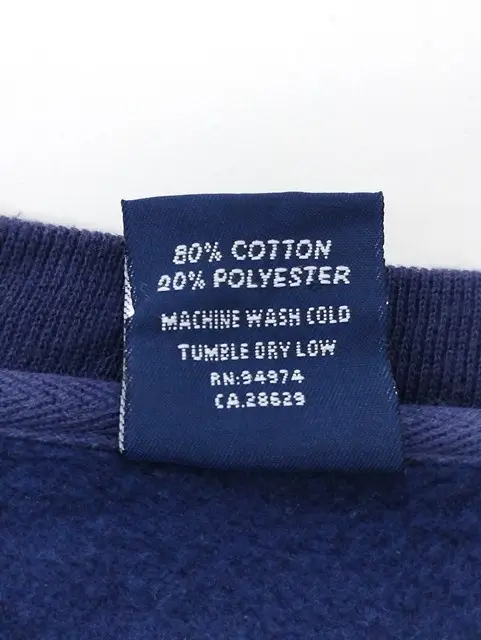 80% COTTON
20% POLYESTER
MACHINE WASH COLD
TUMBLE DRY LOW
RN:94974
CA.28629